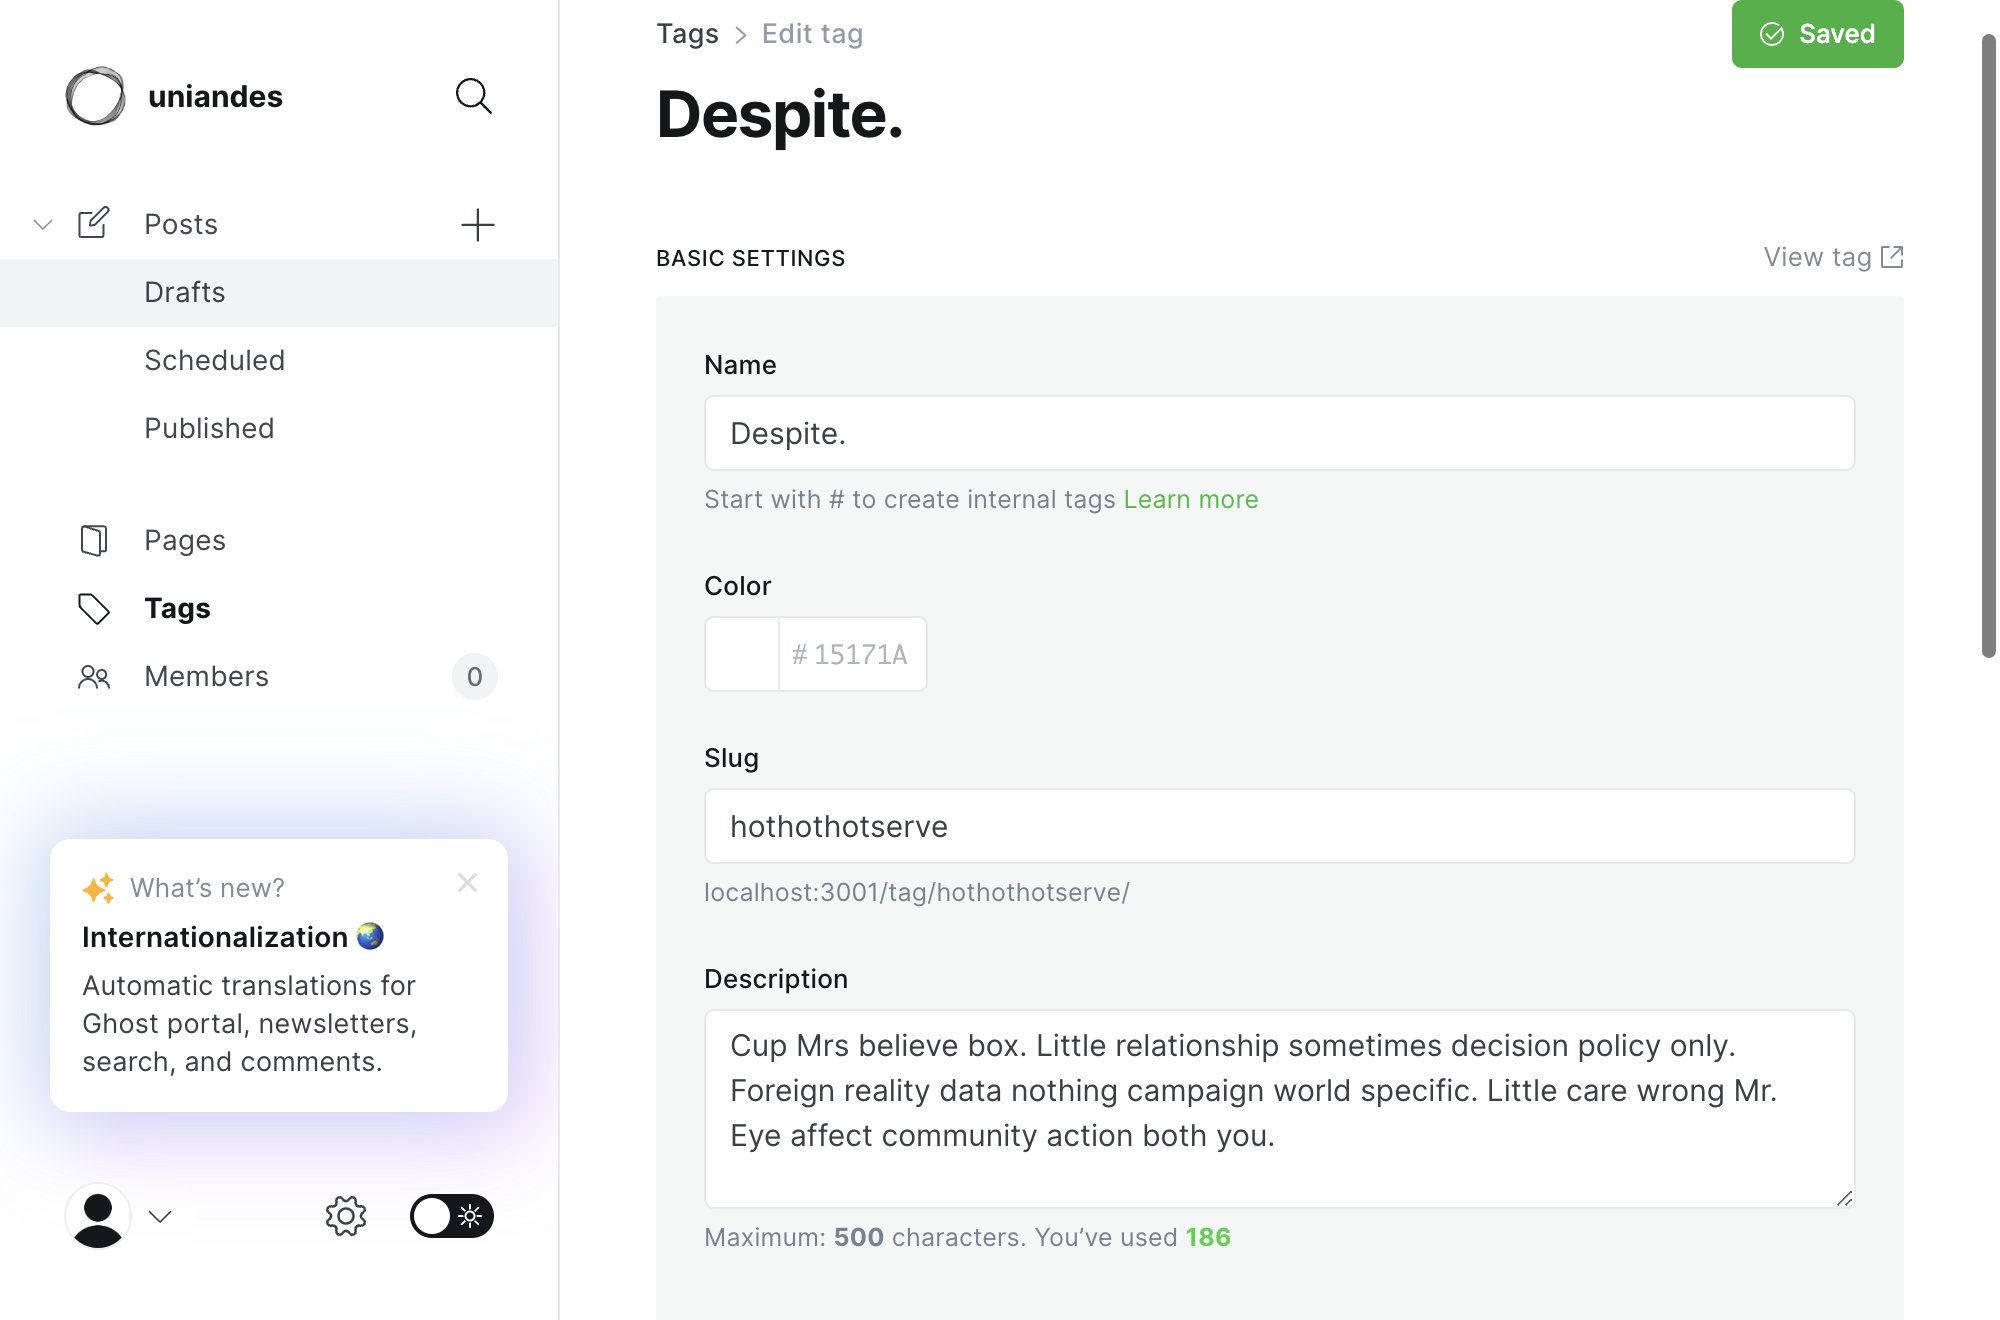 uniandes
Posts
Drafts
Scheduled
Published
Pages
Tags
Members
0
What's new?
Internationalization 🌏
Automatic translations for
Ghost portal, newsletters,
search, and comments.
Tags > Edit tag
Saved
Despite.
BASIC SETTINGS
View tag
Name
Despite.
Start with # to create internal tags Learn more
Color
# 15171A
Slug
hothothotserve
localhost:3001/tag/hothothotserve/
Description
Cup Mrs believe box. Little relationship sometimes decision policy only.
Foreign reality data nothing campaign world specific. Little care wrong Mr.
Eye affect community action both you.
Maximum: 500 characters. You’ve used 186